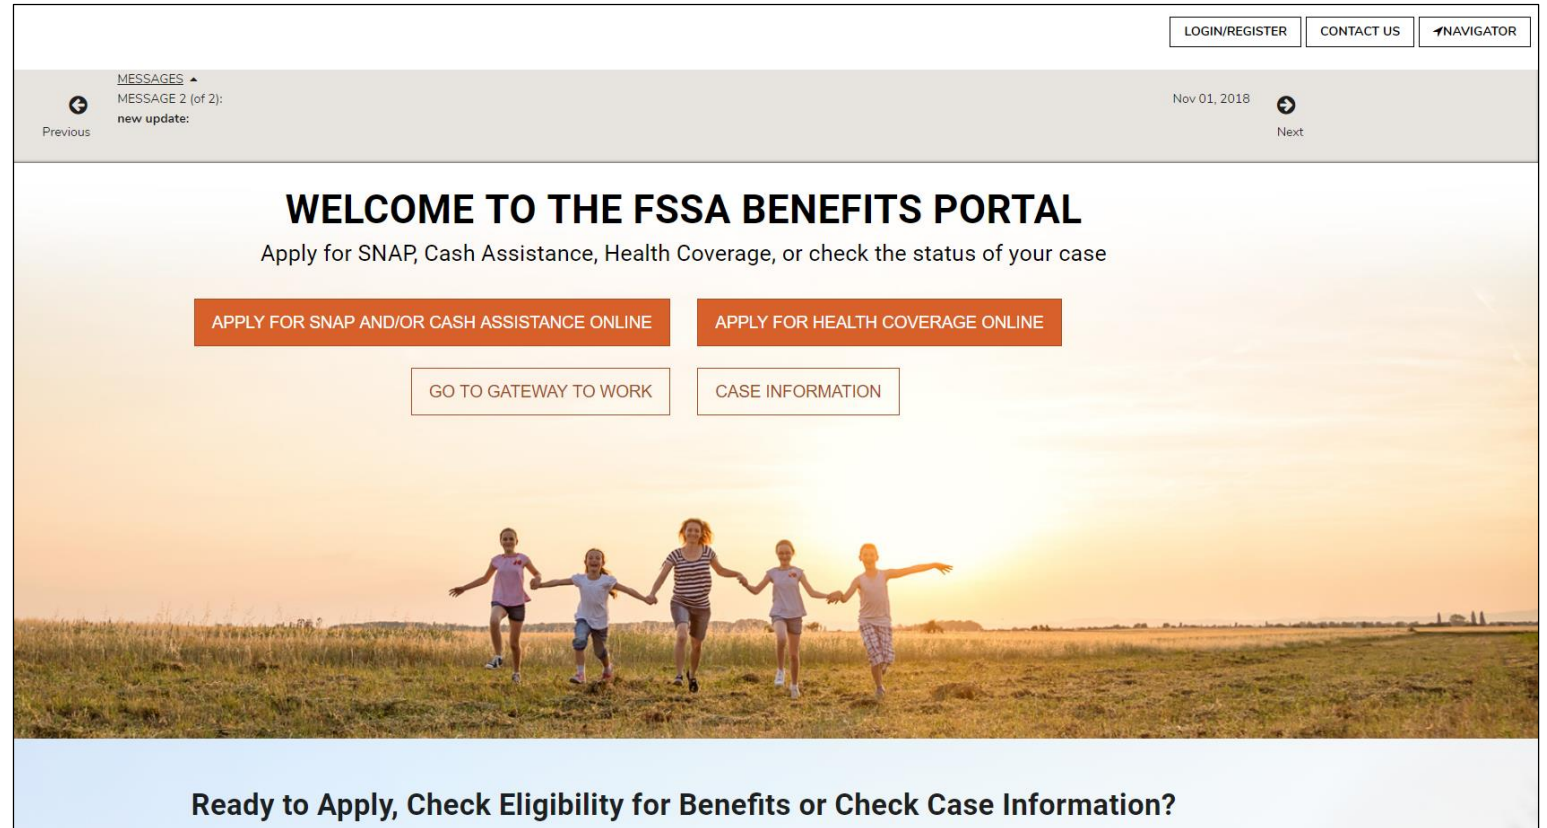 LOGIN/REGISTER
CONTACT US
NAVIGATOR
MESSAGES
MESSAGE 2 (of 2):
new update:
Nov 01, 2018
Previous
Next
WELCOME TO THE FSSA BENEFITS PORTAL
Apply for SNAP, Cash Assistance, Health Coverage, or check the status of your case
APPLY FOR SNAP AND/OR CASH ASSISTANCE ONLINE
APPLY FOR HEALTH COVERAGE ONLINE
GO TO GATEWAY TO WORK
CASE INFORMATION
Ready to Apply, Check Eligibility for Benefits or Check Case Information?